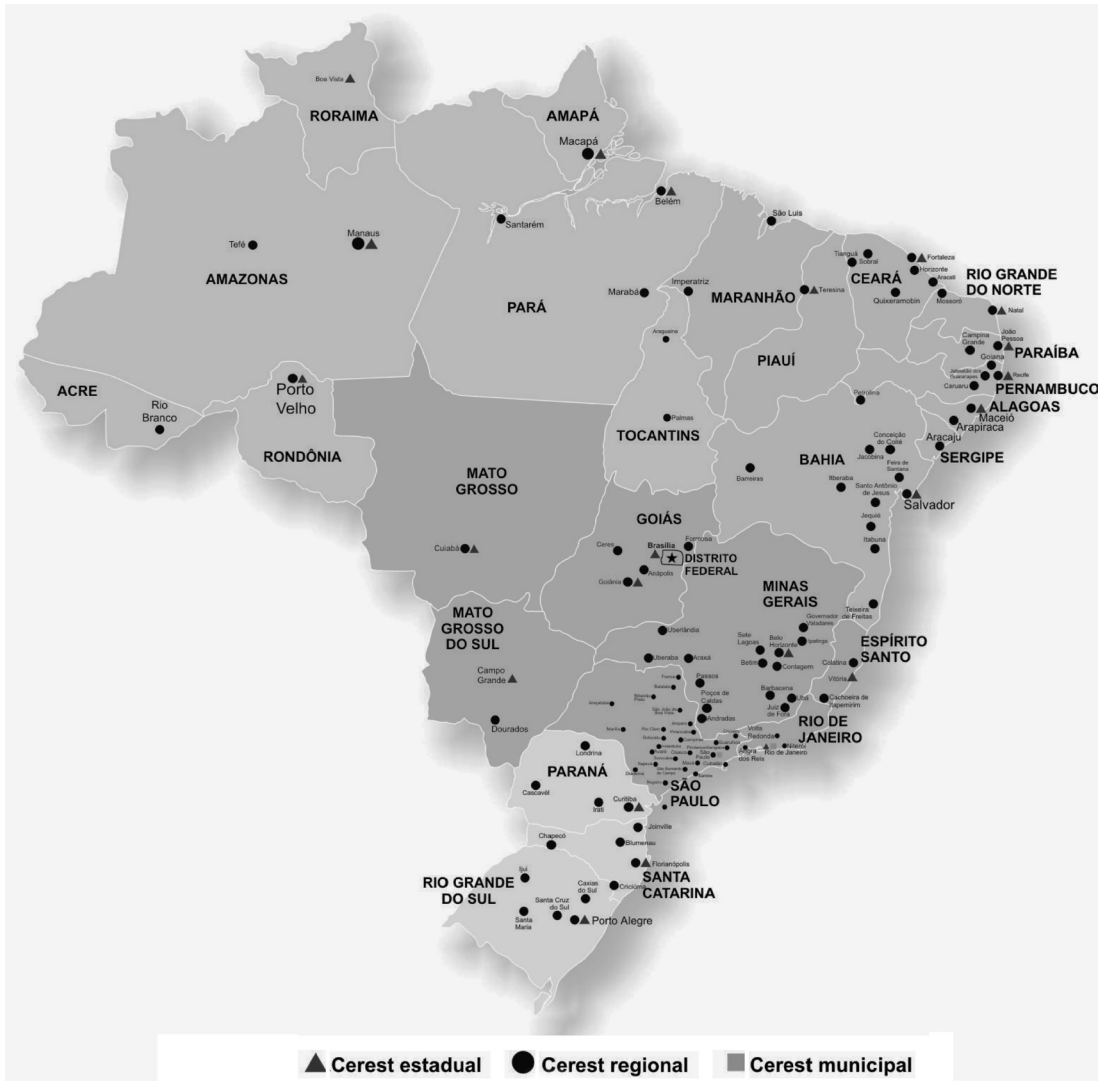 Boa Vista
RORAIMA
AMAPÁ
Macapá
Belém
Santarém
São Luis
Tefé
Manaus
AMAZONAS
Tianguá
Sobral
Fortaleza
Horizonte
CEARÁ
Aracati
RIO GRANDE
DO NORTE
Marabá
Imperatriz
MARANHÃO
Teresina
Quixeramobin
Mossoró
PARÁ
Natal
Araguaina
Campina
Grande
João
Pessoa
PARAÍBA
PIAUÍ
Goiana
Recife
Caruaru
PERNAMBUCO
ACRE
Porto
Velho
Rio
Branco
Petrolina
ALAGOAS
Maceió
Arapiraca
Palmas
TOCANTINS
RONDÔNIA
MATO
GROSSO
BAHIA
Conceição
do Coité
Jacobina
Aracaju
SERGIPE
Barreiras
Feira de
Santana
Itberaba
Santo Antônio
de Jesus
Salvador
GOIÁS
Jequié
Itabuna
Cuiabá
Ceres
Brasília
Formosa
DISTRITO
FEDERAL
Anápolis
Goiânia
MINAS
GERAIS
MATO
GROSSO
DO SUL
Teixeira
de Freitas
Governador
Valadares
Uberlândia
Sete
Lagoas
Belo
Horizonte
Ipatinga
ESPÍRITO
SANTO
Uberaba
Araxá
Betim
Contagem
Colatina
Vitória
Campo
Grande
Passos
Barbacena
Ubá
Cachoeira de
Itapemirim
Poços de
Caldas
Juiz
de Fora
Andradas
Dourados
RIO DE
JANEIRO
Volta
Redonda
Niterói
Rio de Janeiro
Angra
dos Reis
São
Paulo
Londrina
PARANÁ
SÃO
PAULO
Cascavél
Irati
Curitiba
Joinville
Chapecó
Blumenau
Florianópolis
SANTA
CATARINA
Ijuí
RIO GRANDE
DO SUL
Caxias
do Sul
Criciúma
Santa Cruz
do Sul
Santa
Maria
Porto Alegre
Cerest estadual
Cerest regional
Cerest municipal